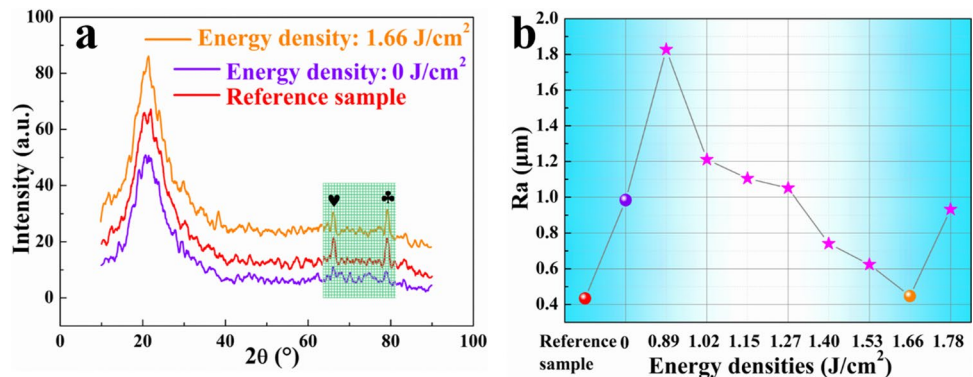 a
Energy density: 1.66 J/cm²
Energy density: 0 J/cm²
Reference sample
♥
♣
Intensity (a.u.)
100
80
60
40
20
0
0
20
40
60
80
100
2θ (°)
b
Ra (μm)
2.0
1.8
1.6
1.4
1.2
1.0
0.8
0.6
0.4
Reference sample
0 0.89 1.02 1.15 1.27 1.40 1.53 1.66 1.78
Energy densities (J/cm²)